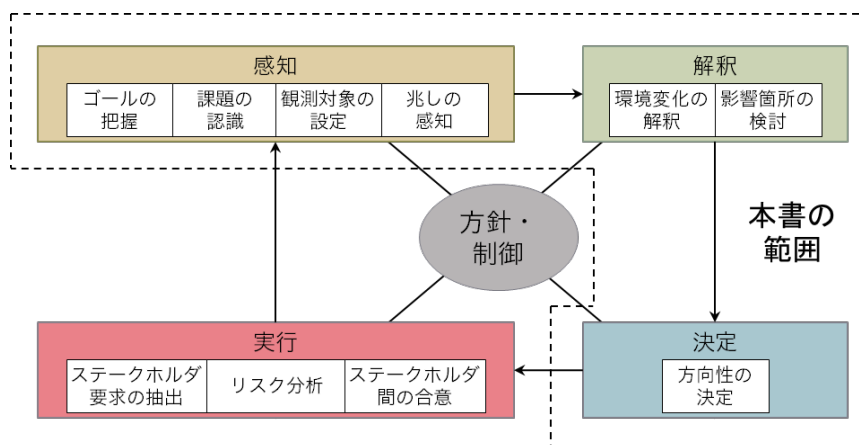 感知
ゴールの
把握
課題の
認識
観測対象の
設定
兆しの
感知
解釈
環境変化の
解釈
影響箇所の
検討
方針・
制御
本書の
範囲
実行
ステークホルダ
要求の抽出
リスク分析
ステークホルダ
間の合意
決定
方向性の
決定